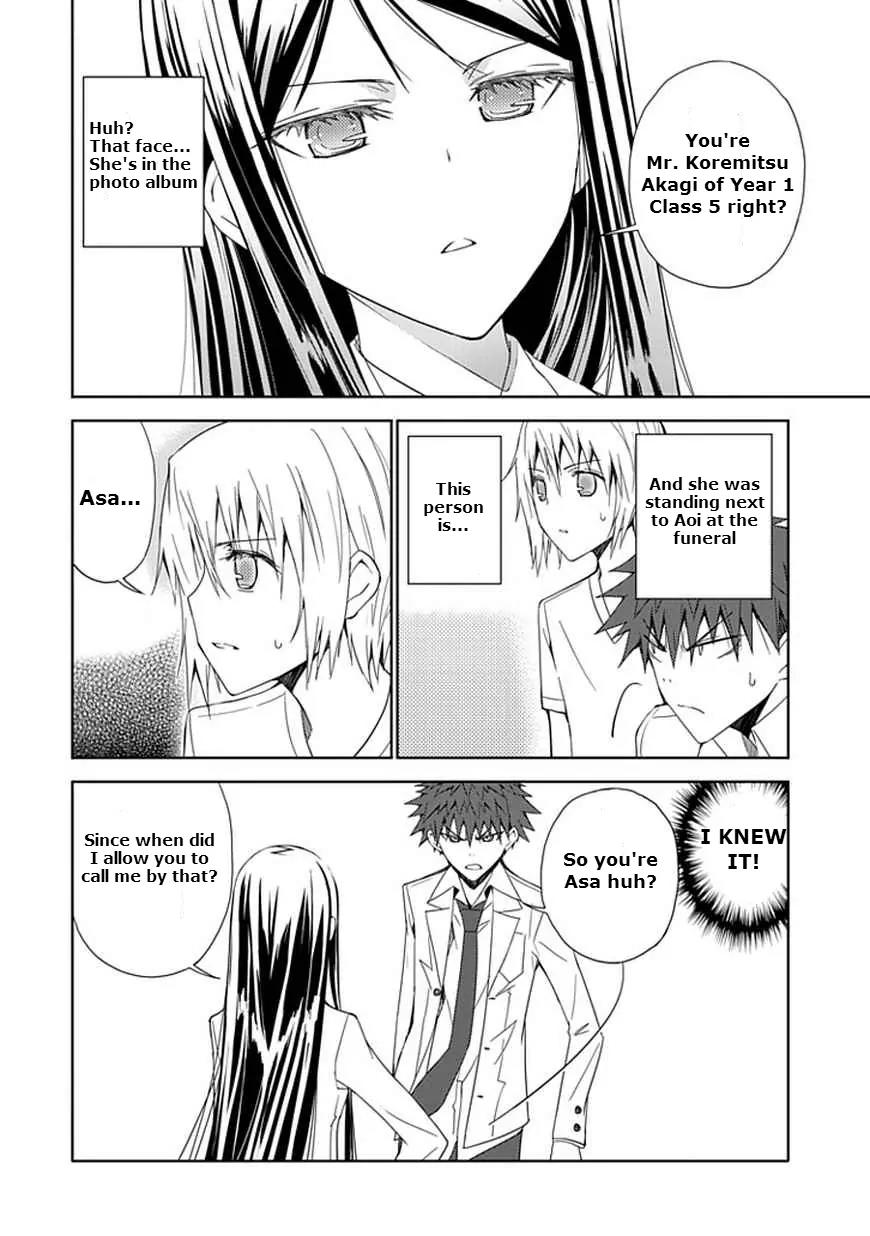 You're
Mr. Koremitsu
Akagi of Year 1
Class 5 right?
Huh?
That face...
She's in the
photo album
And she was
standing next
to Aoi at the
funeral
This
person
is...
Asa...
I KNEW
IT!
So you're
Asa huh?
Since when did
I allow you to
call me by that?